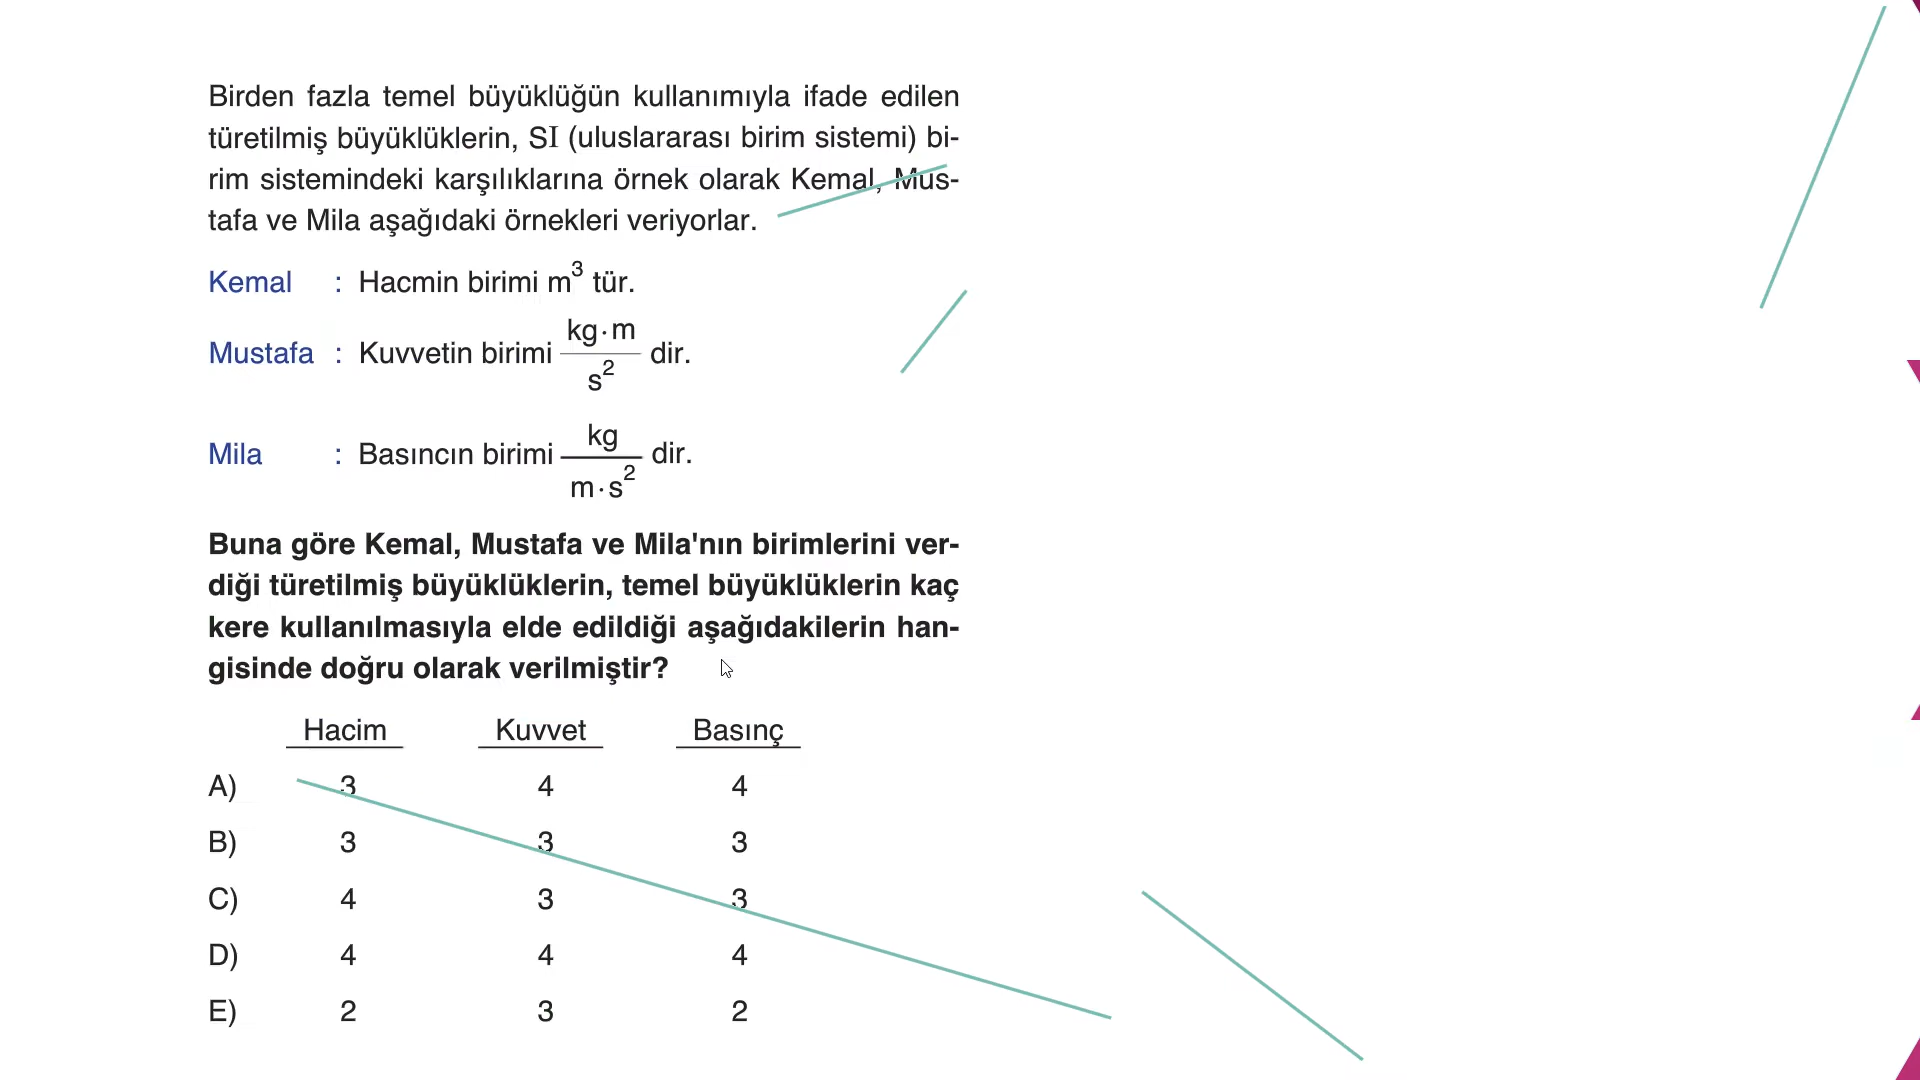 Birden fazla temel büyüklüğün kullanımıyla ifade edilen
türetilmiş büyüklüklerin, SI (uluslararası birim sistemi) bi-
rim sistemindeki karşılıklarına örnek olarak Kemal, Mus-
tafa ve Mila aşağıdaki örnekleri veriyorlar.
Kemal : Hacmin birimi m³ tür.
Mustafa : Kuvvetin birimi kg·m/s² dir.
Mila : Basıncın birimi kg/m·s² dir.
Buna göre Kemal, Mustafa ve Mila'nın birimlerini ver-
diği türetilmiş büyüklüklerin, temel büyüklüklerin kaç
kere kullanılmasıyla elde edildiği aşağıdakilerin han-
gisinde doğru olarak verilmiştir?
Hacim Kuvvet Basınç
A) 3 4 4
B) 3 3 3
C) 4 3 3
D) 4 4 4
E) 2 3 2